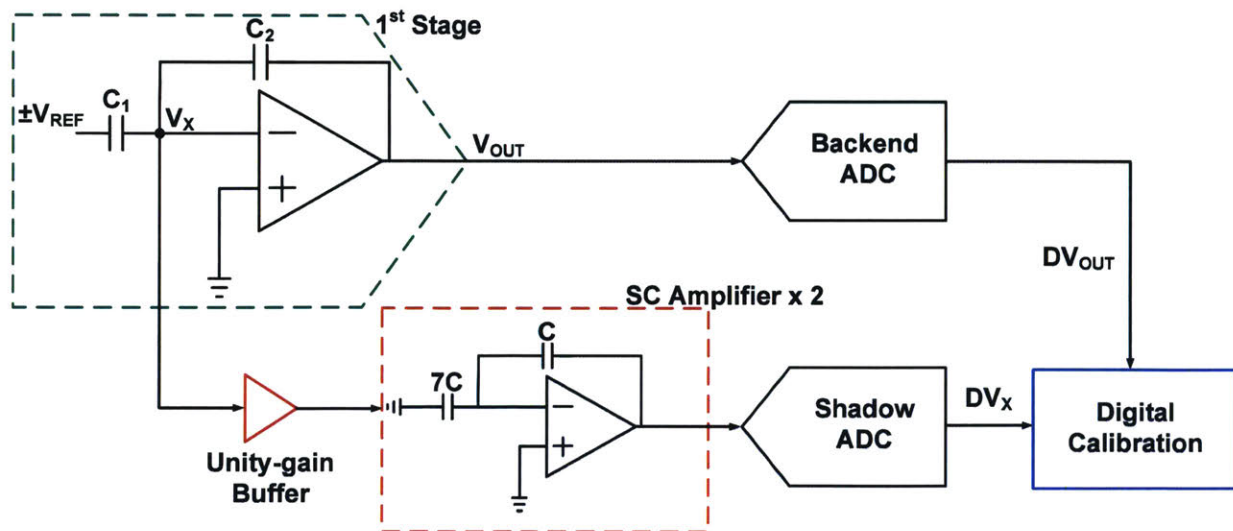 1st Stage
C2
±VREF
C1
VX
VOUT
Backend
ADC
DVOUT
SC Amplifier x 2
C
7C
Unity-gain
Buffer
Shadow
ADC
DVX
Digital
Calibration